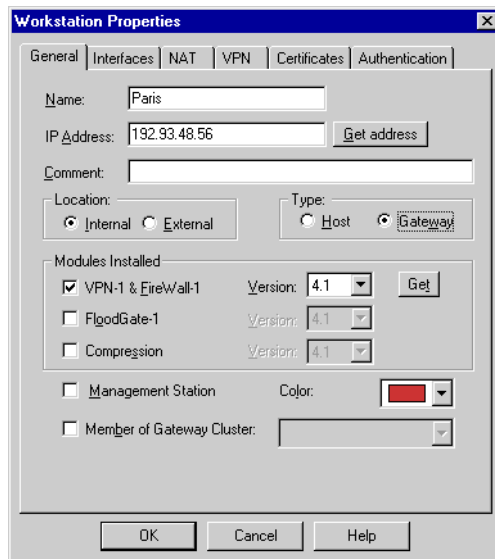 Workstation Properties
General Interfaces NAT VPN Certificates Authentication
Name: Paris
IP Address: 192.93.48.56 Get address
Comment:
Location: Type:
Internal External Host Gateway
Modules Installed
VPN-1 & FireWall-1 Version: 4.1 Get
FloodGate-1 Version: 4.1
Compression Version: 4.1
Management Station Color:
Member of Gateway Cluster:
OK Cancel Help